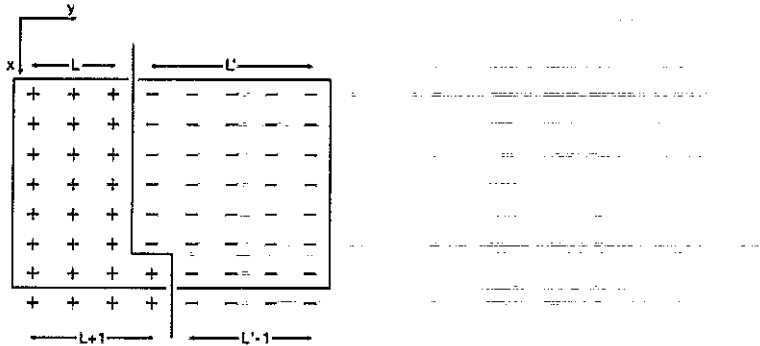 y
x
L L'
+ + + - - - - -
+ + + - - - - -
+ + + - - - - -
+ + + - - - - -
+ + + - - - - -
+ + + - - - - -
+ + + + - - - -
+ + + + - - - -
L+1 L'-1